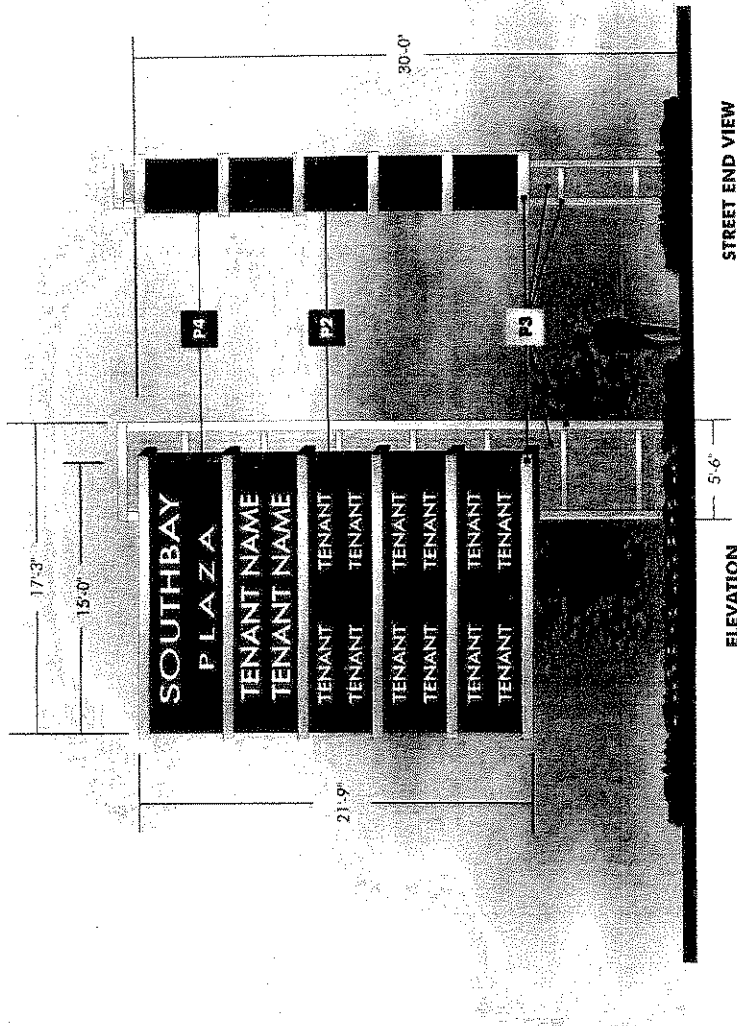 17'-3"
15'-0"
SOUTHBAY
PLAZA
TENANT NAME
TENANT NAME
TENANT TENANT
TENANT TENANT
TENANT TENANT
TENANT TENANT
TENANT TENANT
TENANT TENANT
21'-9"
5'-6"
ELEVATION
P4
P2
P3
30'-0"
STREET END VIEW